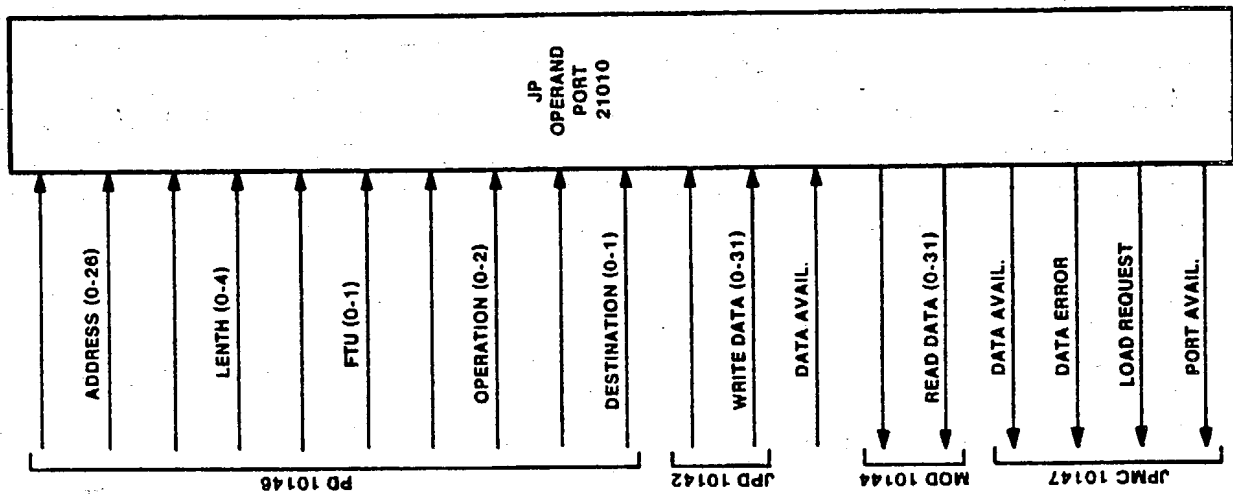 JP
OPERAND
PORT
21010
ADDRESS (0-26)
LENTH (0-4)
FTU (0-1)
OPERATION (0-2)
DESTINATION (0-1)
WRITE DATA (0-31)
DATA AVAIL.
READ DATA (0-31)
DATA AVAIL.
DATA ERROR
LOAD REQUEST
PORT AVAIL.
PD 10146
JPD 10142
MOD 10144
JPMC 10147